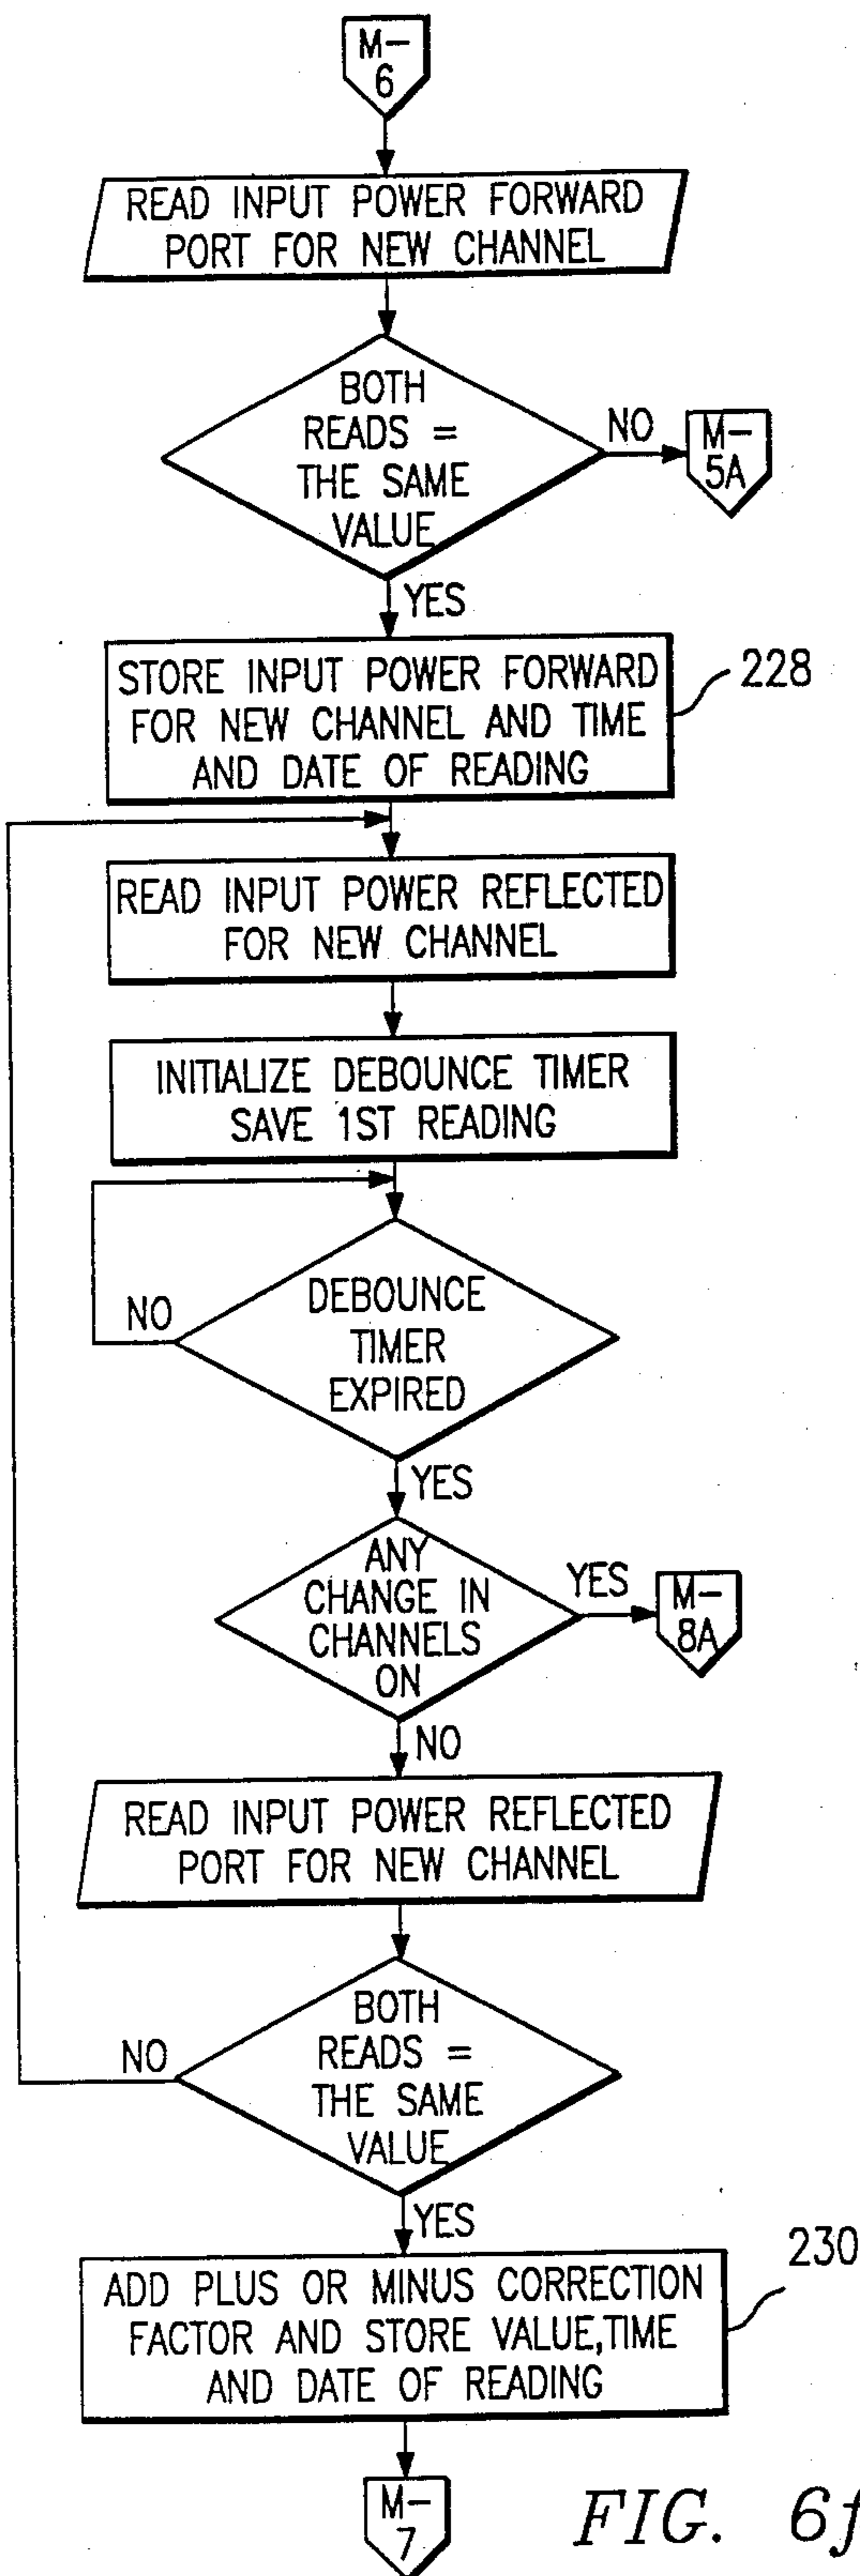 M-
6
READ INPUT POWER FORWARD
PORT FOR NEW CHANNEL
BOTH
READS =
THE SAME
VALUE
NO
M-
5A
YES
STORE INPUT POWER FORWARD
FOR NEW CHANNEL AND TIME
AND DATE OF READING
228
READ INPUT POWER REFLECTED
FOR NEW CHANNEL
INITIALIZE DEBOUNCE TIMER
SAVE 1ST READING
NO
DEBOUNCE
TIMER
EXPIRED
YES
ANY
CHANGE IN
CHANNELS
ON
YES
M-
8A
NO
READ INPUT POWER REFLECTED
PORT FOR NEW CHANNEL
NO
BOTH
READS =
THE SAME
VALUE
YES
ADD PLUS OR MINUS CORRECTION
FACTOR AND STORE VALUE,TIME
AND DATE OF READING
230
M-
7
FIG. 6f